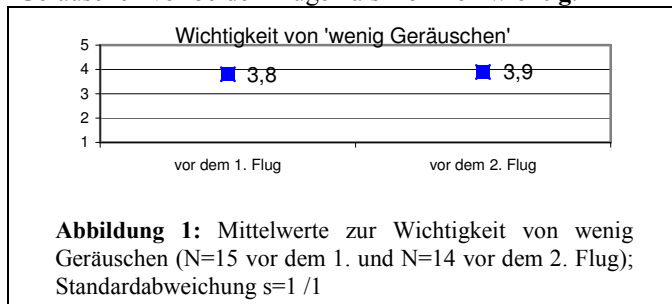 Wichtigkeit von 'wenig Geräuschen'
5
4
3
2
1
3,8
3,9
vor dem 1. Flug
vor dem 2. Flug
Abbildung 1: Mittelwerte zur Wichtigkeit von wenig
Geräuschen (N=15 vor dem 1. und N=14 vor dem 2. Flug);
Standardabweichung s=1 /1